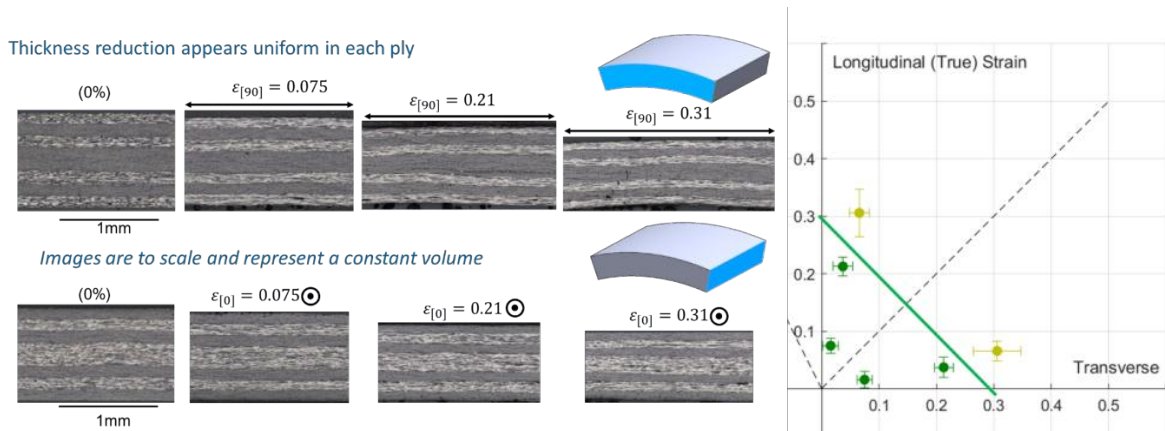 Thickness reduction appears uniform in each ply
(0%)
ε[90] = 0.075
ε[90] = 0.21
ε[90] = 0.31
1mm
Images are to scale and represent a constant volume
(0%)
ε[0] = 0.075
ε[0] = 0.21
ε[0] = 0.31
1mm
Longitudinal (True) Strain
0.5
0.4
0.3
0.2
0.1
Transverse
0.1 0.2 0.3 0.4 0.5